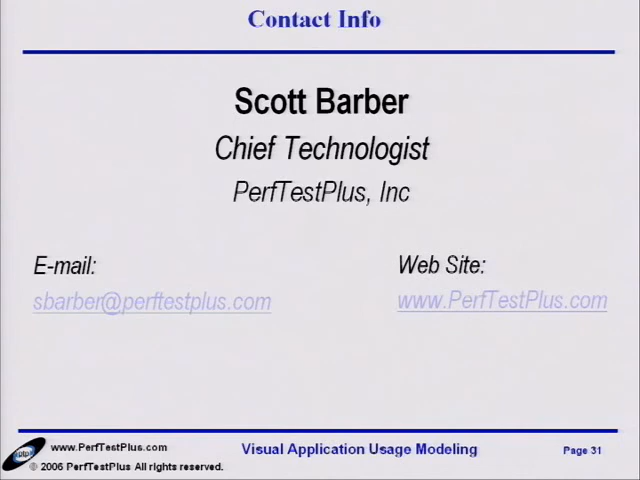 Contact Info
Scott Barber
Chief Technologist
PerfTestPlus, Inc
E-mail:
sbarber@perftestplus.com
Web Site:
www.PerfTestPlus.com
www.PerfTestPlus.com
© 2006 PerfTestPlus All rights reserved.
Visual Application Usage Modeling
Page 31